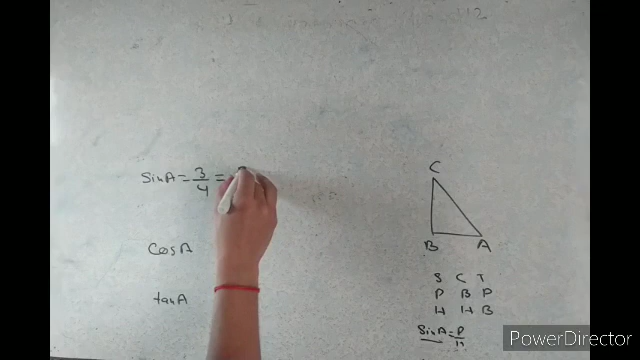 SinA = 3/4 =
CosA
tanA
C
B A
S C T
P B P
H H B
SinA = P/H
PowerDirector